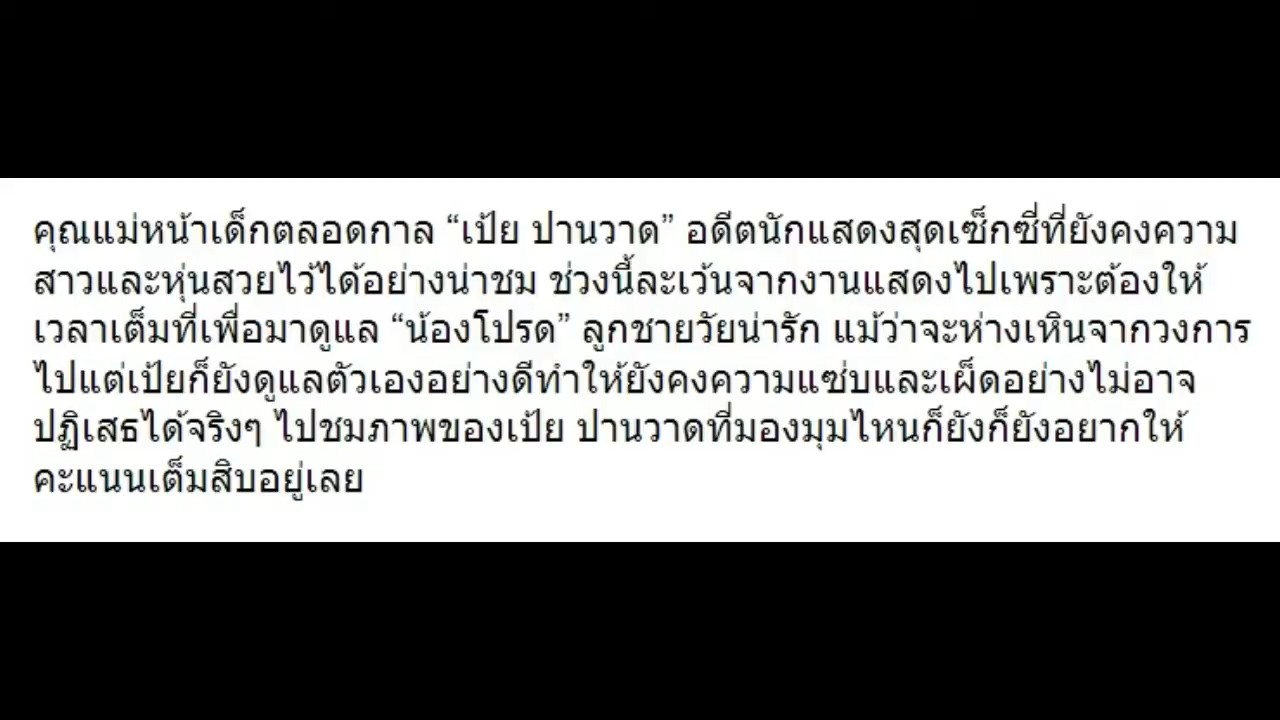 คุณแม่หน้าเด็กตลอดกาล “เป้ย ปานวาด” อดีตนักแสดงสุดเซ็กซี่ที่ยังคงความ
สาวและหุ่นสวยไว้ได้อย่างน่าชม ช่วงนี้ละเว้นจากงานแสดงไปเพราะต้องให้
เวลาเต็มที่เพื่อมาดูแล “น้องโปรด” ลูกชายวัยน่ารัก แม้ว่าจะห่างเหินจากวงการ
ไปแต่เป้ยก็ยังดูแลตัวเองอย่างดีทำให้ยังคงความแซ่บและเผ็ดอย่างไม่อาจ
ปฏิเสธได้จริงๆ ไปชมภาพของเป้ย ปานวาดที่มองมุมไหนก็ยังก็ยังอยากให้
คะแนนเต็มสิบอยู่เลย